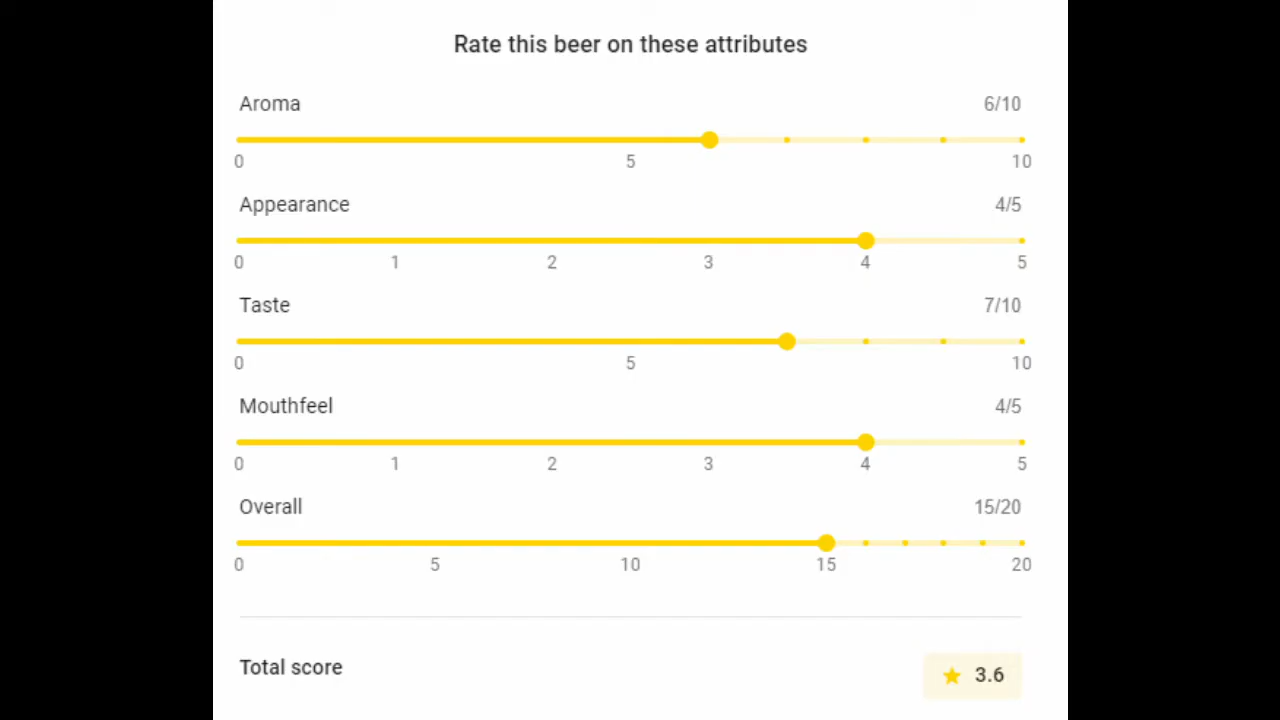 Rate this beer on these attributes
Aroma 6/10
0 5 10
Appearance 4/5
0 1 2 3 4 5
Taste 7/10
0 5 10
Mouthfeel 4/5
0 1 2 3 4 5
Overall 15/20
0 5 10 15 20
Total score 3.6